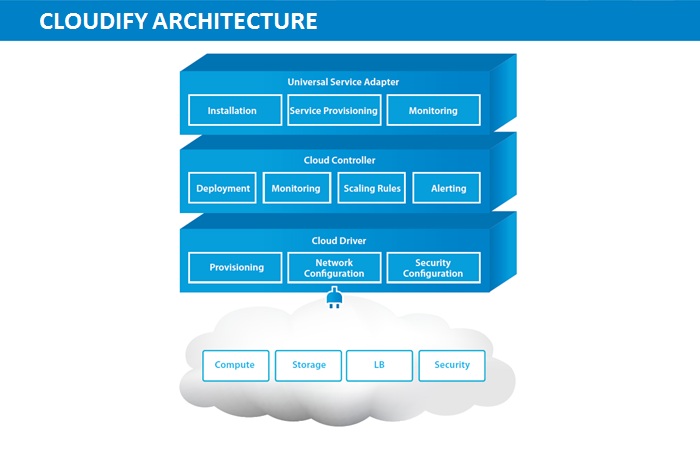 CLOUDIFY ARCHITECTURE
Universal Service Adapter
Installation
Service Provisioning
Monitoring
Cloud Controller
Deployment
Monitoring
Scaling Rules
Alerting
Cloud Driver
Provisioning
Network
Configuration
Security
Configuration
Compute
Storage
LB
Security